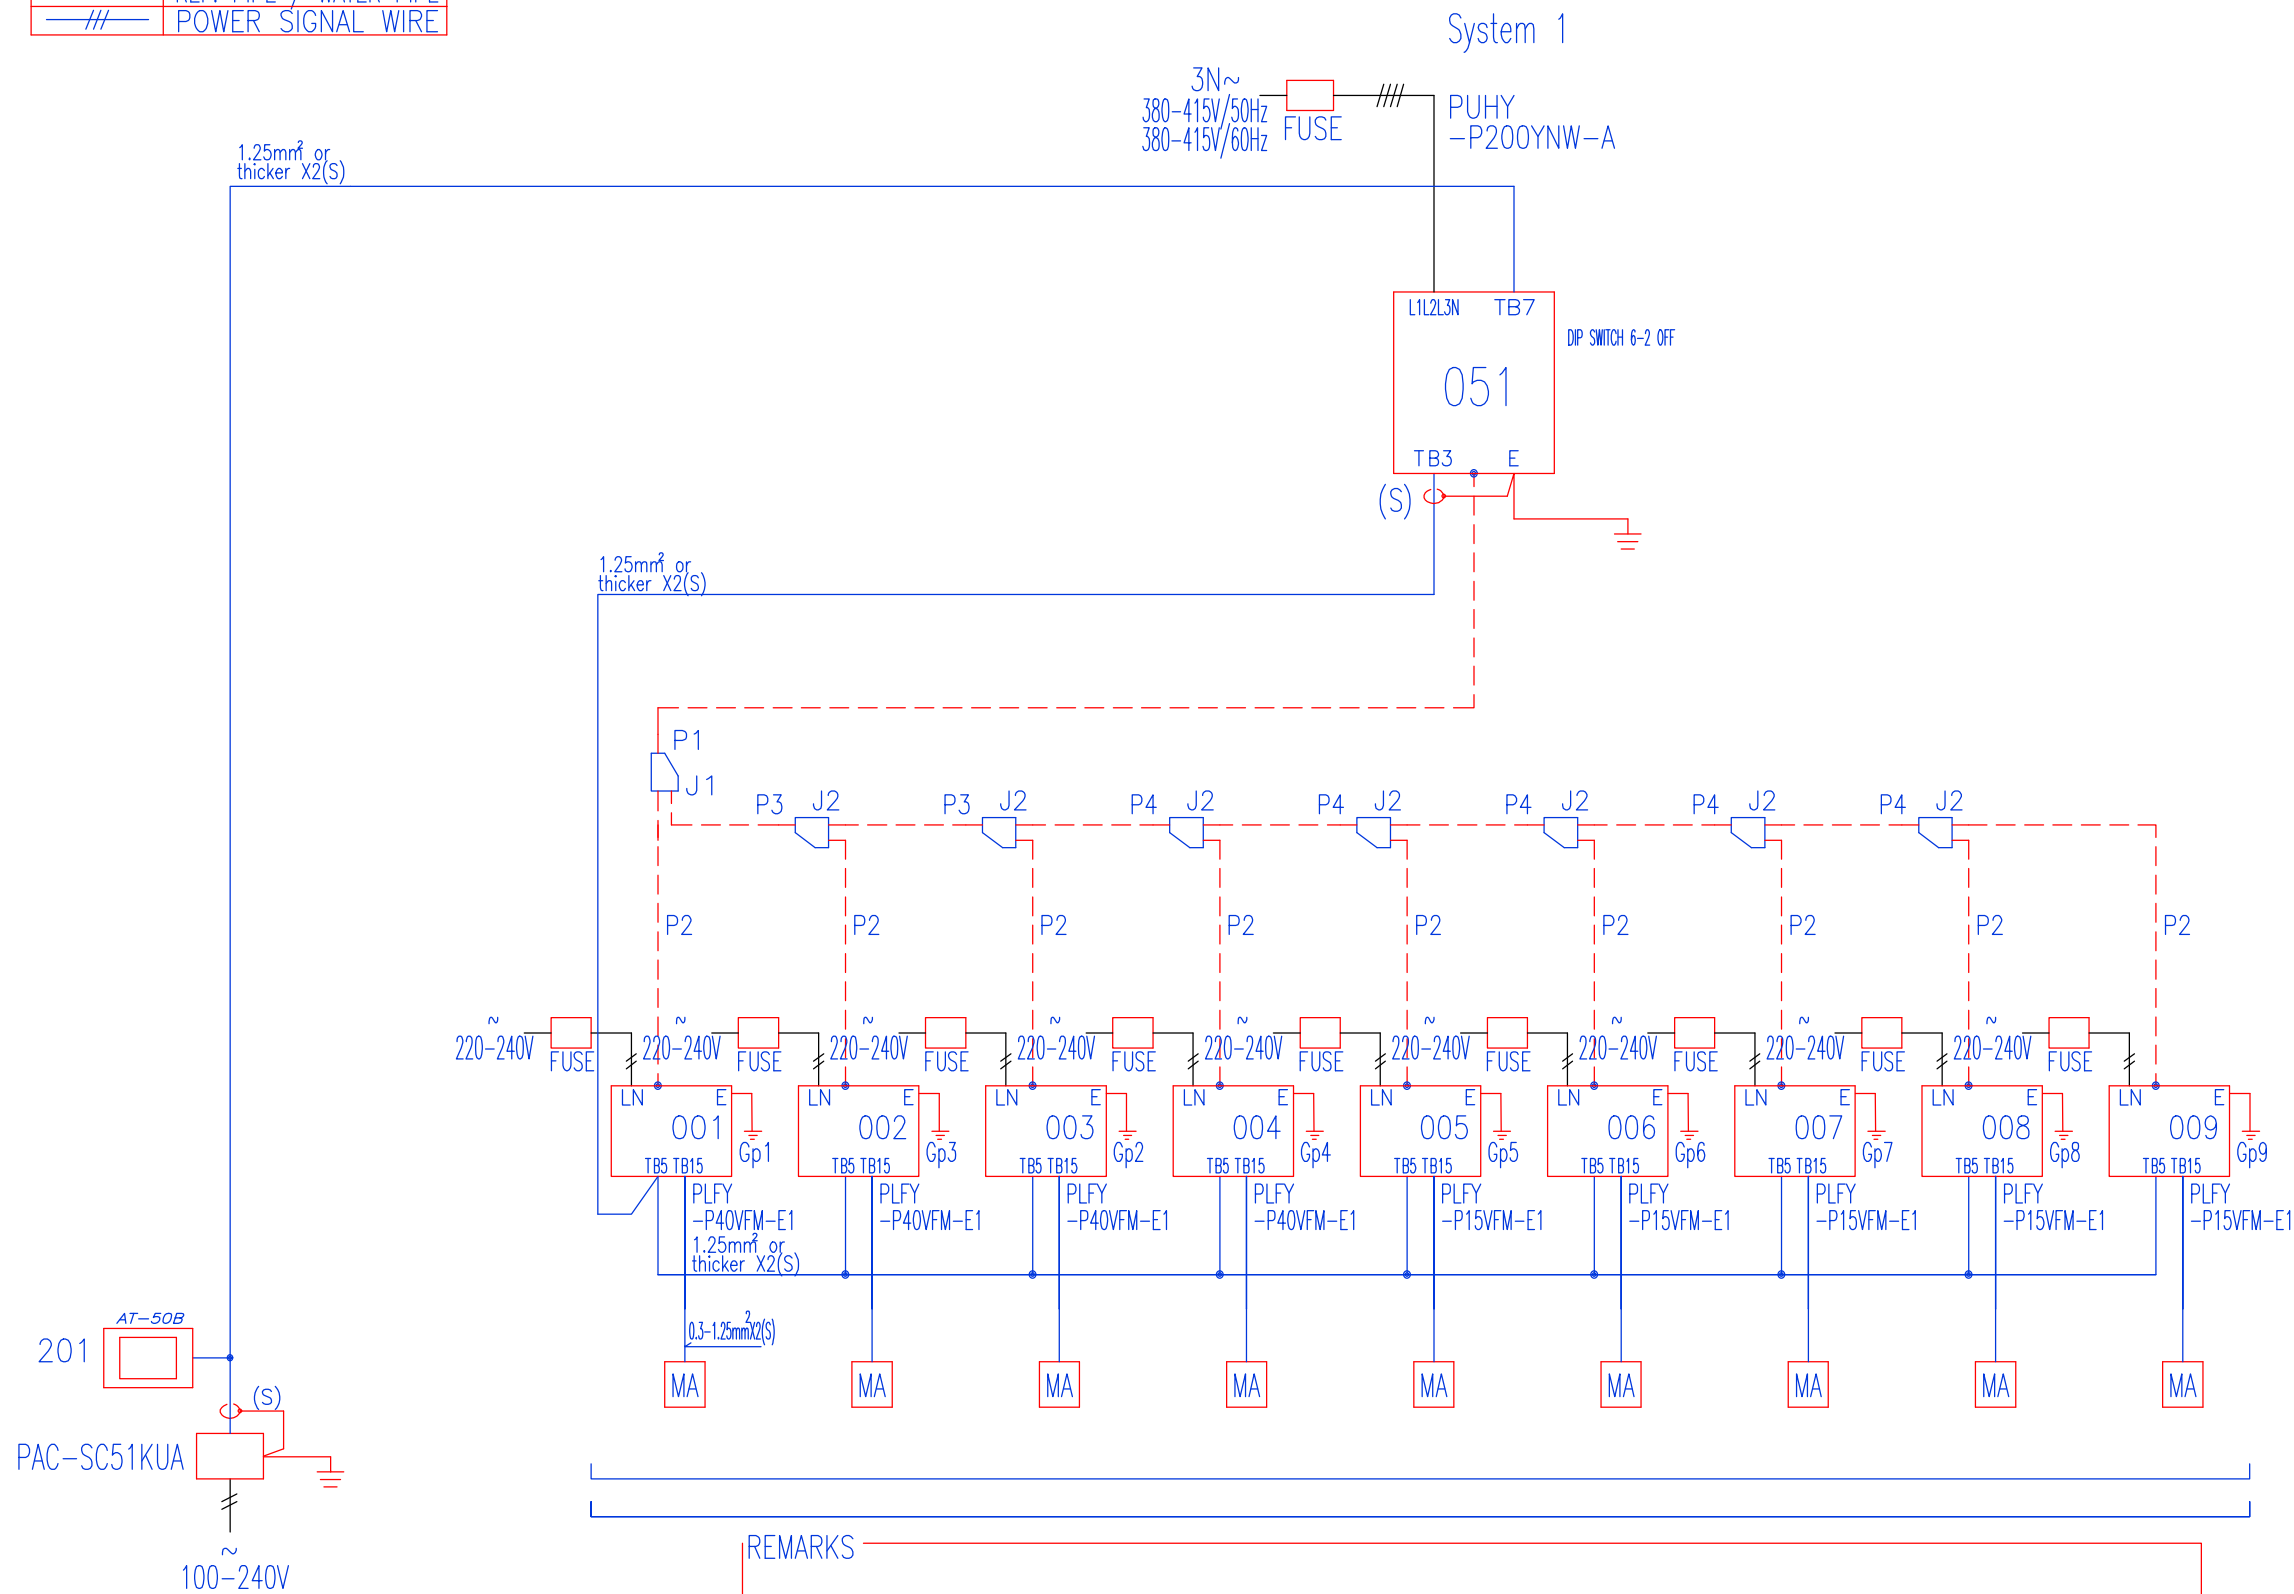 POWER SIGNAL WIRE
System 1
3N~
380-415V/50Hz
380-415V/60Hz
FUSE
PUHY
-P200YNW-A
1.25mm² or
thicker X2(S)
L1L2L3N TB7
DIP SWITCH 6-2 OFF
051
TB3 E
(S)
1.25mm² or
thicker X2(S)
P1
J1
P3 J2 P3 J2 P4 J2 P4 J2 P4 J2 P4 J2 P4 J2
P2 P2 P2 P2 P2 P2 P2 P2 P2
~ ~ ~ ~ ~ ~ ~ ~ ~
220-240V 220-240V 220-240V 220-240V 220-240V 220-240V 220-240V 220-240V 220-240V
FUSE FUSE FUSE FUSE FUSE FUSE FUSE FUSE FUSE
LN E LN E LN E LN E LN E LN E LN E LN E LN E
001 002 003 004 005 006 007 008 009
Gp1 Gp3 Gp2 Gp4 Gp5 Gp6 Gp7 Gp8 Gp9
TB5 TB15 TB5 TB15 TB5 TB15 TB5 TB15 TB5 TB15 TB5 TB15 TB5 TB15 TB5 TB15 TB5 TB15
PLFY PLFY PLFY PLFY PLFY PLFY PLFY PLFY PLFY
-P40VFM-E1 -P40VFM-E1 -P40VFM-E1 -P40VFM-E1 -P15VFM-E1 -P15VFM-E1 -P15VFM-E1 -P15VFM-E1 -P15VFM-E1
1.25mm² or
thicker X2(S)
0.3-1.25mm²X2(S)
AT-50B
201
MA MA MA MA MA MA MA MA MA
(S)
PAC-SC51KUA
~
100-240V
REMARKS